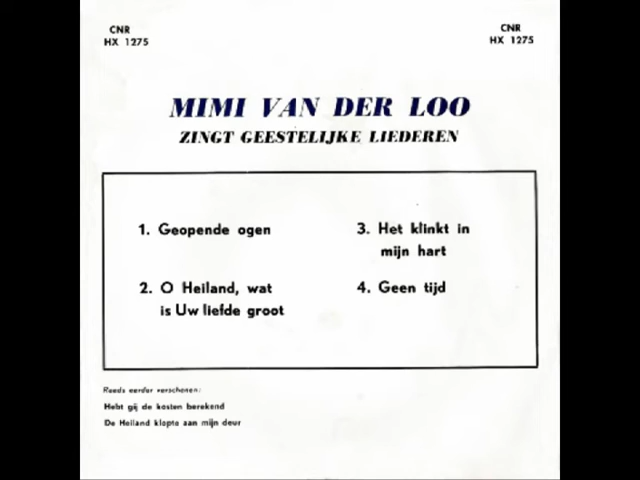 CNR
HX 1275
CNR
HX 1275
MIMI VAN DER LOO
ZINGT GEESTELIJKE LIEDEREN
1. Geopende ogen
2. O Heiland, wat
is Uw liefde groot
3. Het klinkt in
mijn hart
4. Geen tijd
Reeds eerder verschenen:
Hebt gij de kosten berekend
De Heiland klopte aan mijn deur